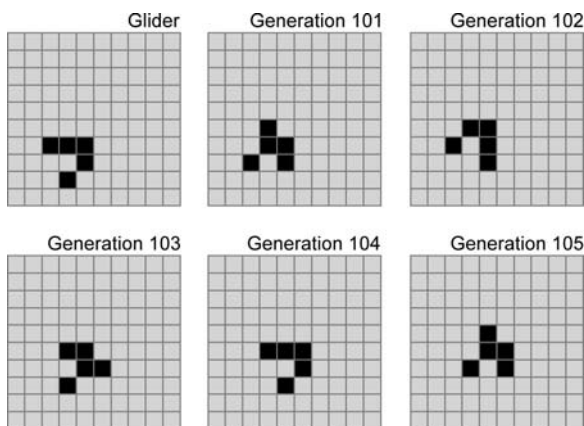 Glider
Generation 101
Generation 102
Generation 103
Generation 104
Generation 105